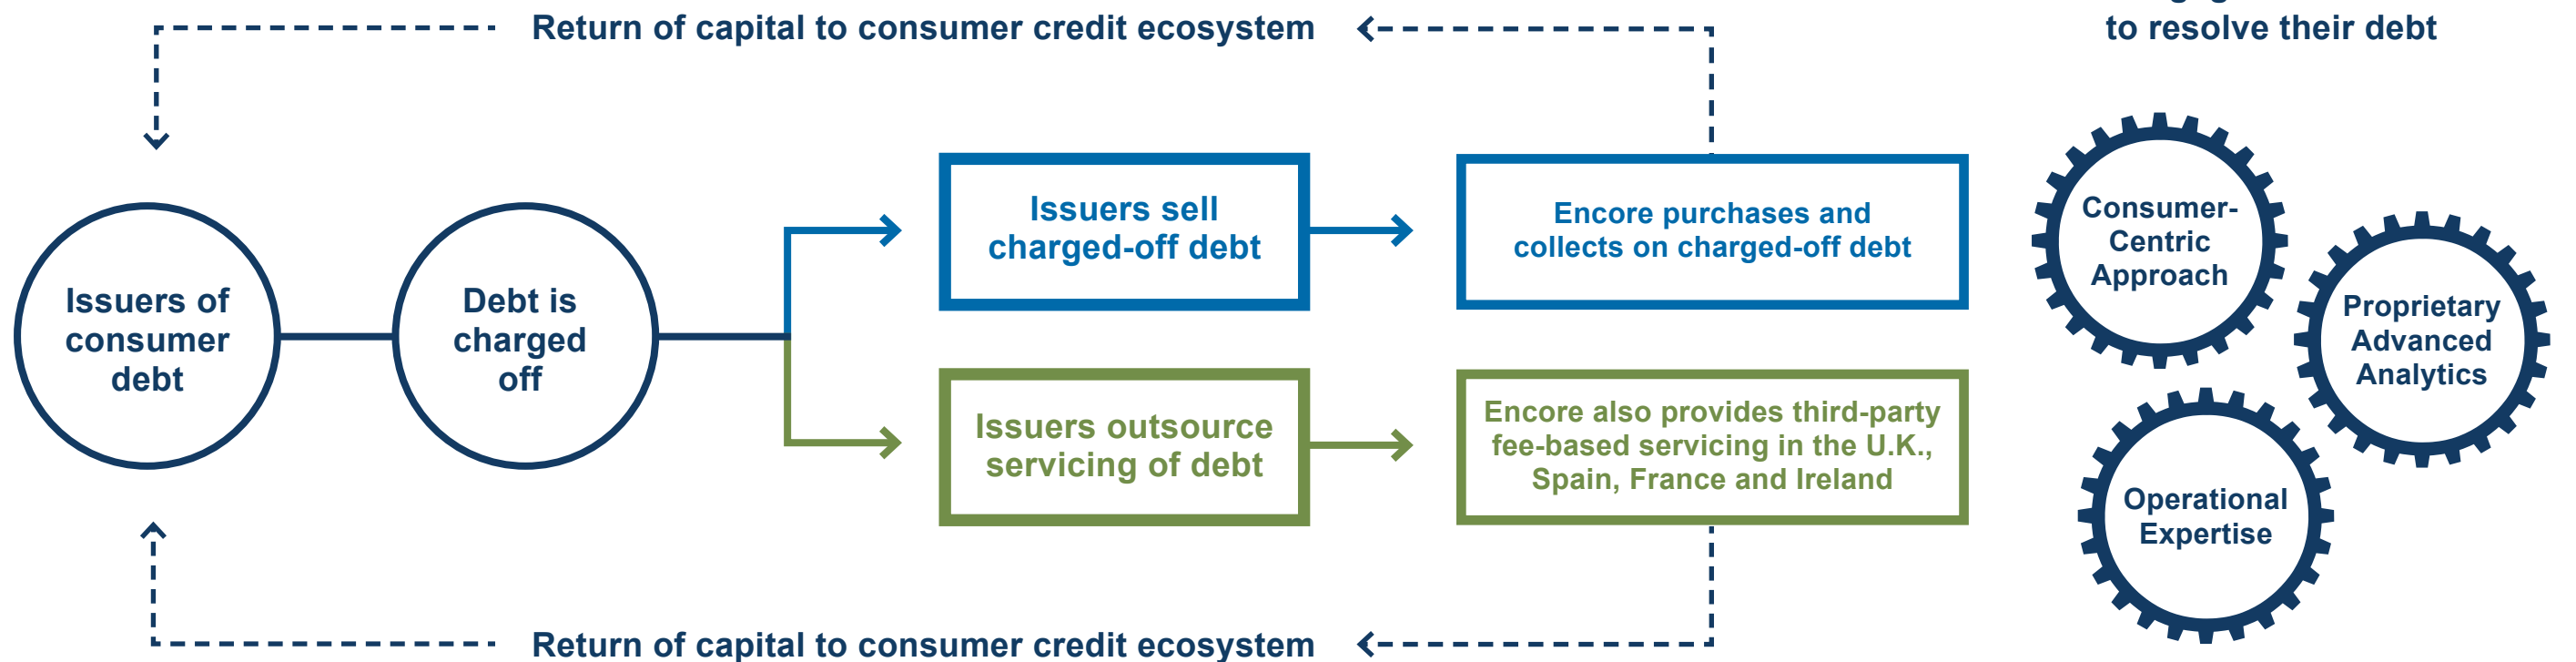 Return of capital to consumer credit ecosystem
to resolve their debt
Issuers of
consumer
debt
Debt is
charged
off
Issuers sell
charged-off debt
Encore purchases and
collects on charged-off debt
Issuers outsource
servicing of debt
Encore also provides third-party
fee-based servicing in the U.K.,
Spain, France and Ireland
Consumer-
Centric
Approach
Proprietary
Advanced
Analytics
Operational
Expertise
Return of capital to consumer credit ecosystem